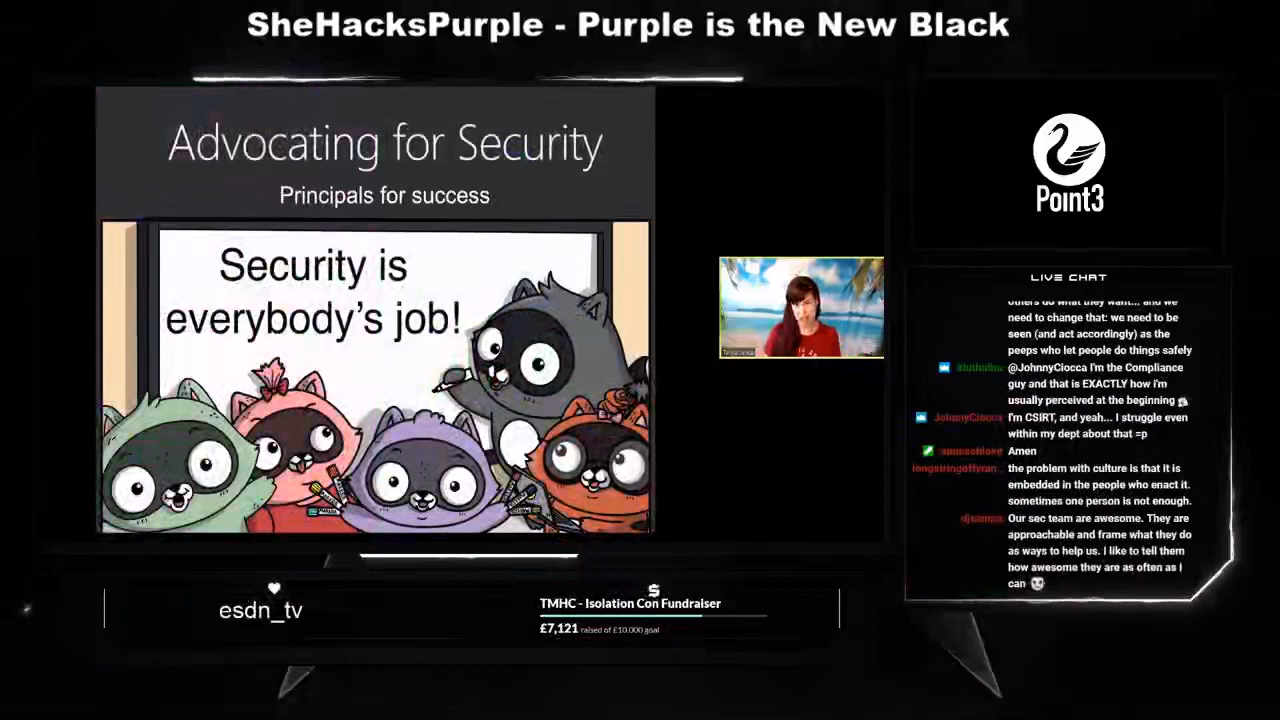 SheHacksPurple - Purple is the New Black
Advocating for Security
Principals for success
Security is
everybody's job!
Point3
LIVE CHAT
others do what they want... and we
need to change that: we need to be
seen (and act accordingly) as the
peeps who let people do things safely
@JohnnyCiocca I'm the Compliance
guy and that is EXACTLY how i'm
usually perceived at the beginning
JohnnyCiocca I'm CSIRT, and yeah... I struggle even
within my dept about that =p
Amen
the problem with culture is that it is
embedded in the people who enact it.
sometimes one person is not enough.
Our sec team are awesome. They are
approachable and frame what they do
as ways to help us. I like to tell them
how awesome they are as often as I
can
esdn_tv
$
TMHC - Isolation Con Fundraiser
£7,121 raised of £10,000 goal